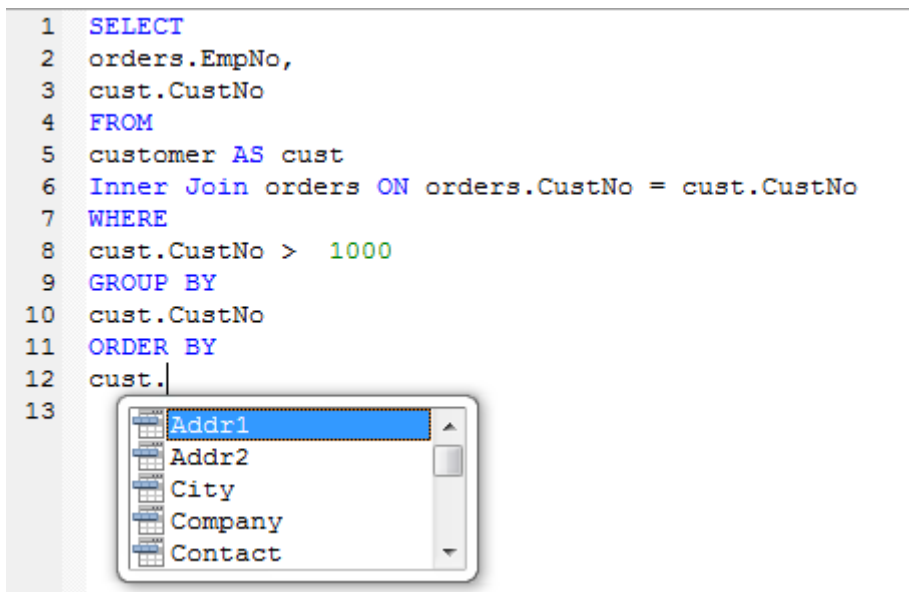 1 SELECT
2 orders.EmpNo,
3 cust.CustNo
4 FROM
5 customer AS cust
6 Inner Join orders ON orders.CustNo = cust.CustNo
7 WHERE
8 cust.CustNo >  1000
9 GROUP BY
10 cust.CustNo
11 ORDER BY
12 cust.
13
Addr1
Addr2
City
Company
Contact